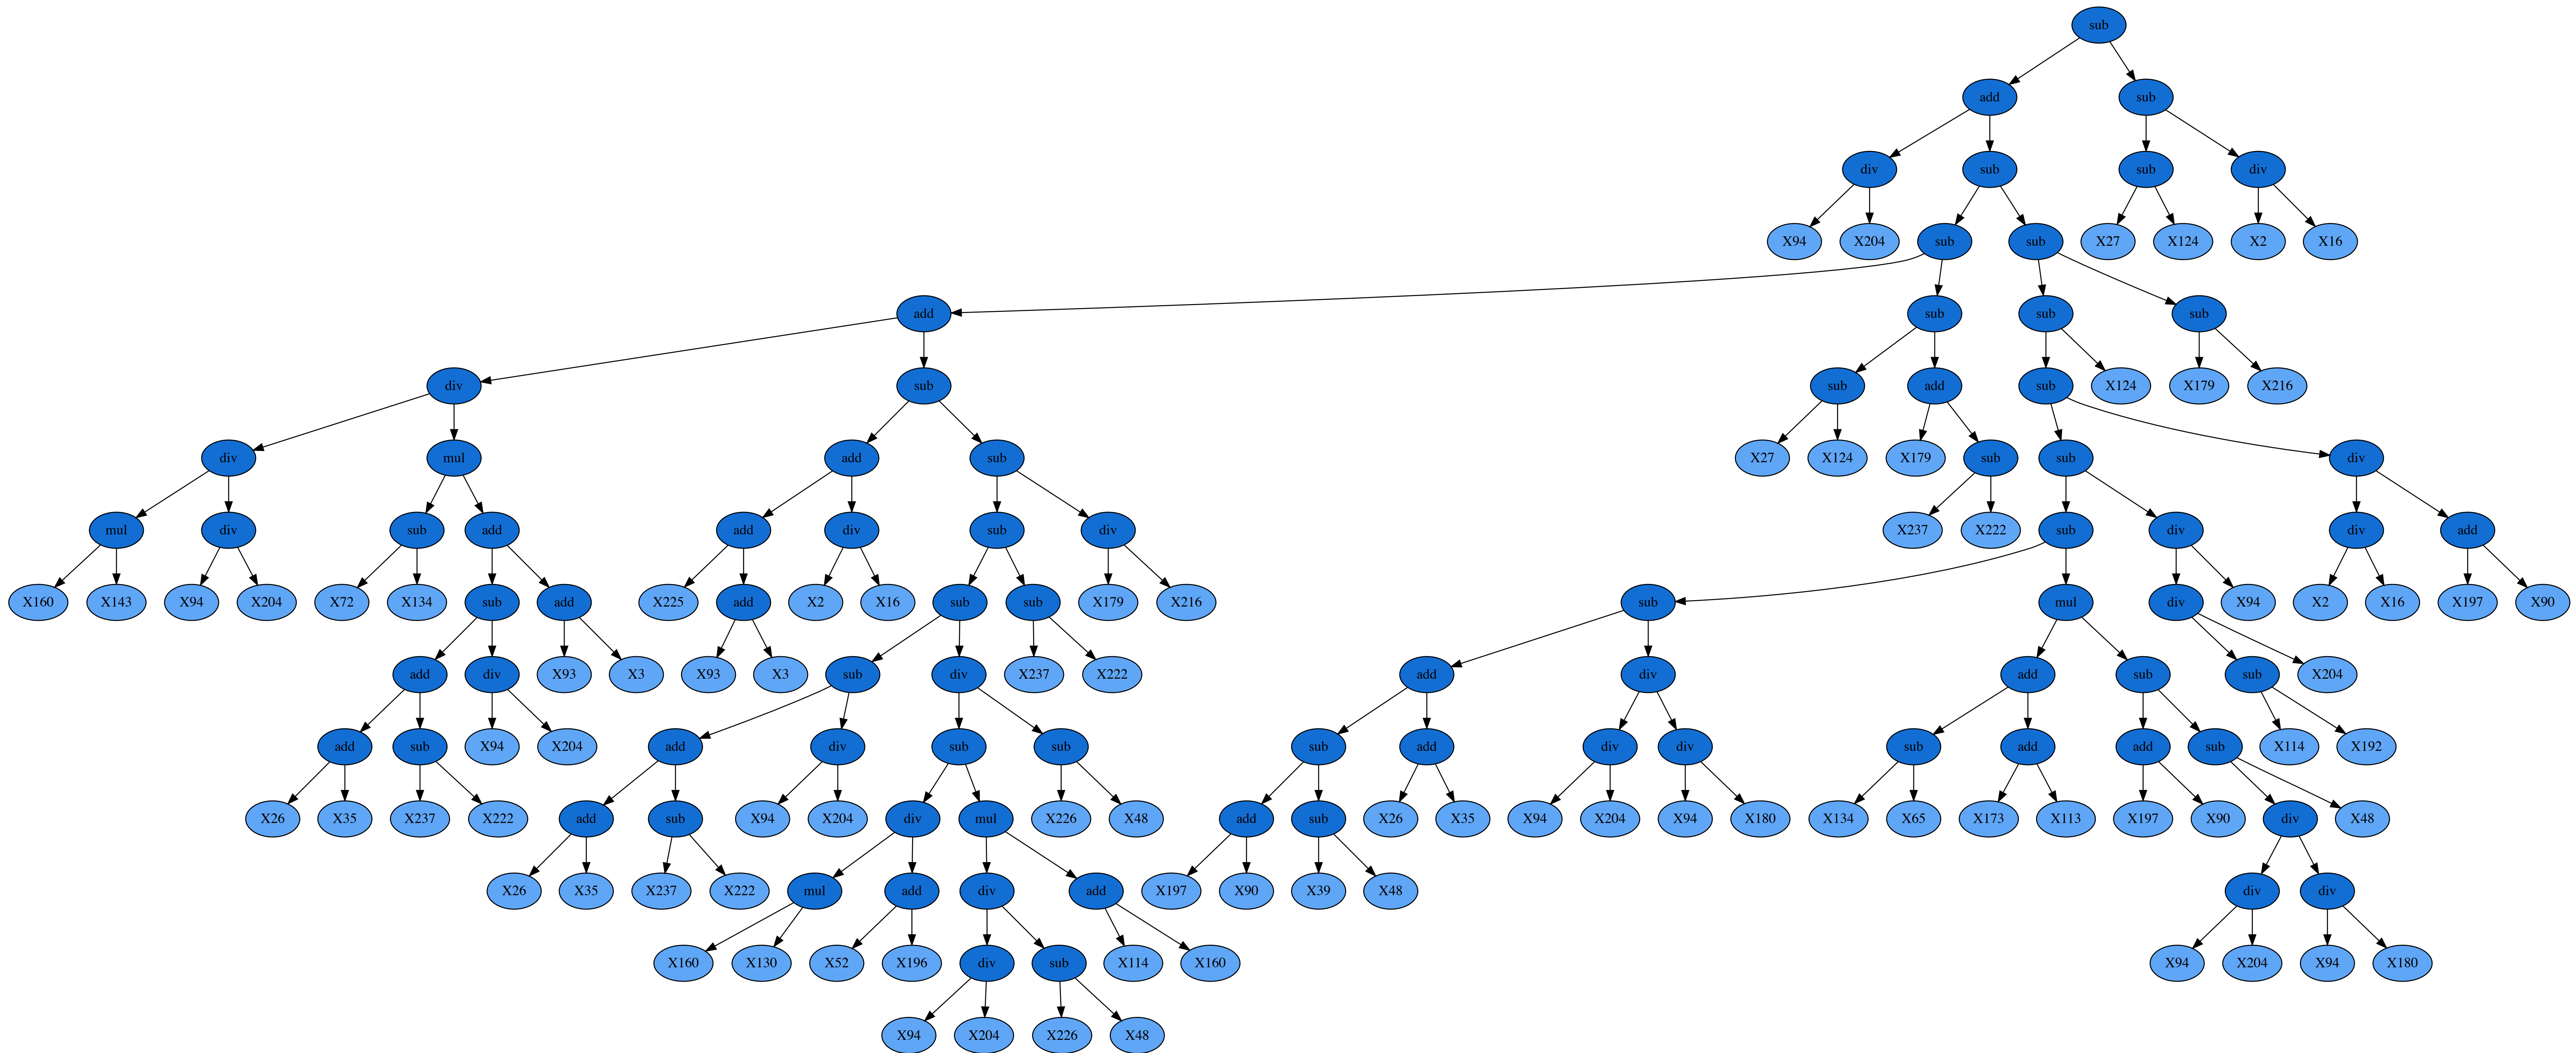 sub
add sub
div sub sub div
X94 X204 sub sub X27 X124 X2 X16
add sub sub sub
div sub sub add sub X124 X179 X216
div mul add sub X27 X124 X179 sub sub div
mul div sub add add div sub div X237 X222 sub div div add
X160 X143 X94 X204 X72 X134 sub add X225 add X2 X16 sub sub X179 X216 sub mul div X94 X2 X16 X197 X90
add div X93 X3 X93 X3 sub div X237 X222 add div add sub sub X204
add sub X94 X204 add div sub sub sub add div div sub add add sub X114 X192
X26 X35 X237 X222 add sub X94 X204 div mul X226 X48 add sub X26 X35 X94 X204 X94 X180 X134 X65 X173 X113 X197 X90 div X48
X26 X35 X237 X222 mul add div add X197 X90 X39 X48 div div
X160 X130 X52 X196 div sub X114 X160 X94 X204 X94 X180
X94 X204 X226 X48